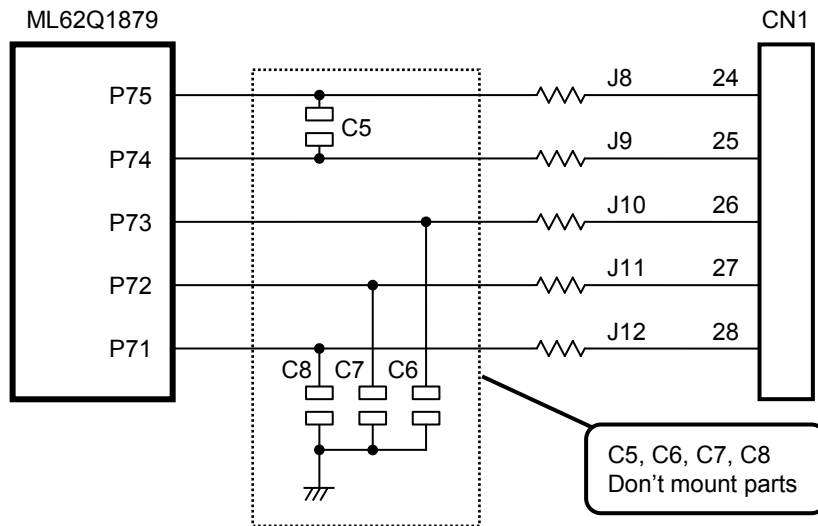 ML62Q1879
CN1
P75
J8
24
C5
P74
J9
25
P73
J10
26
P72
J11
27
P71
J12
28
C8
C7
C6
C5, C6, C7, C8
Don’t mount parts